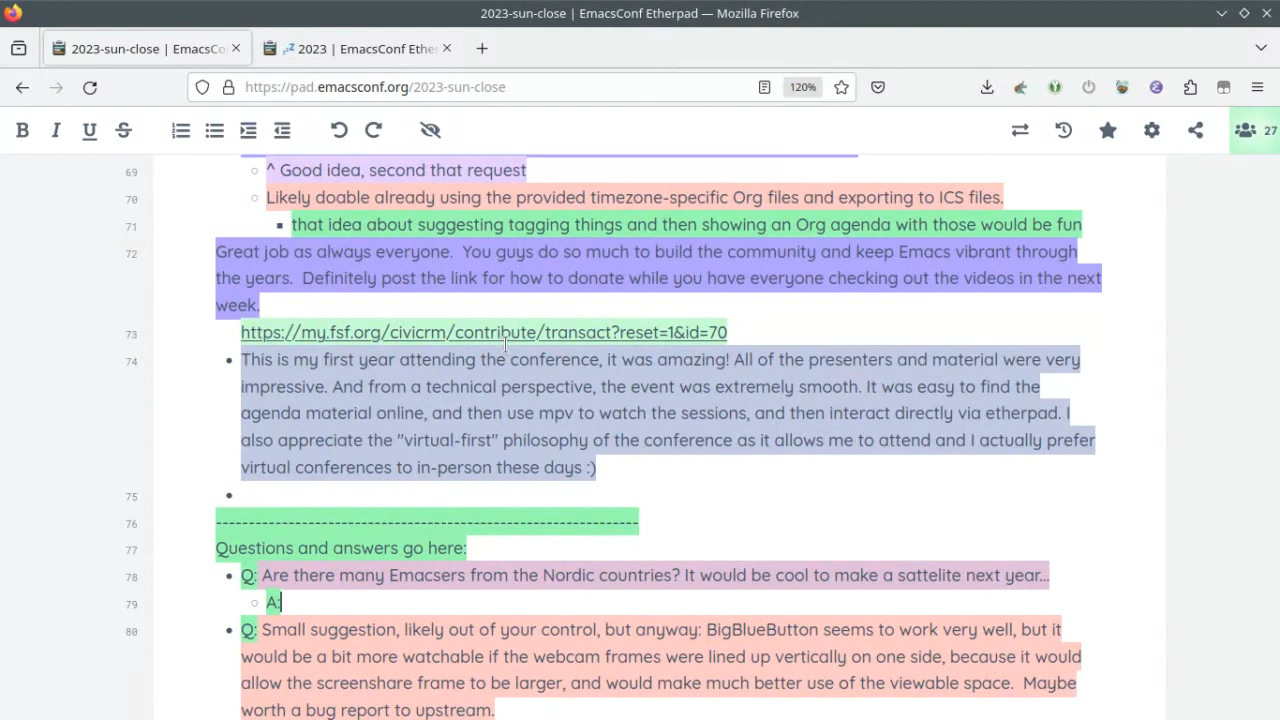 2023-sun-close | EmacsConf Etherpad — Mozilla Firefox
2023-sun-close | EmacsCo
💤 2023 | EmacsConf Ether
https://pad.emacsconf.org/2023-sun-close
120%
B I U S
27
69 ^ Good idea, second that request
70 Likely doable already using the provided timezone-specific Org files and exporting to ICS files.
71 that idea about suggesting tagging things and then showing an Org agenda with those would be fun
72 Great job as always everyone.  You guys do so much to build the community and keep Emacs vibrant through
the years.  Definitely post the link for how to donate while you have everyone checking out the videos in the next
week.
73 https://my.fsf.org/civicrm/contribute/transact?reset=1&id=70
74 This is my first year attending the conference, it was amazing! All of the presenters and material were very
impressive. And from a technical perspective, the event was extremely smooth. It was easy to find the
agenda material online, and then use mpv to watch the sessions, and then interact directly via etherpad. I
also appreciate the "virtual-first" philosophy of the conference as it allows me to attend and I actually prefer
virtual conferences to in-person these days :)
75
76 ----------------------------------------------------------------
77 Questions and answers go here:
78 Q: Are there many Emacsers from the Nordic countries? It would be cool to make a sattelite next year...
79 A:
80 Q: Small suggestion, likely out of your control, but anyway: BigBlueButton seems to work very well, but it
would be a bit more watchable if the webcam frames were lined up vertically on one side, because it would
allow the screenshare frame to be larger, and would make much better use of the viewable space.  Maybe
worth a bug report to upstream.